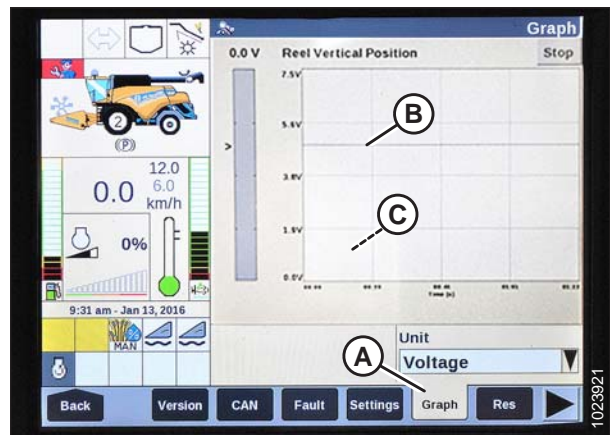 Graph
0.0 V Reel Vertical Position Stop
7.5V
B
5.6V
V
2
(P)
3.8V
12.0
0.0 6.0
km/h
C
1.9V
0%
0.0V
Time (s)
9:31 am - Jan 13, 2016
MAN
Unit
A
Voltage
Back Version CAN Fault Settings Graph Res
1023921